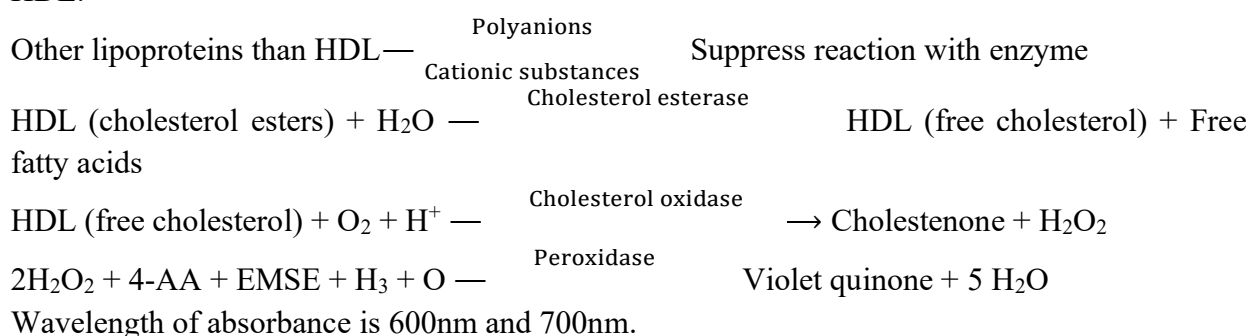 Polyanions
Other lipoproteins than HDL— Suppress reaction with enzyme
Cationic substances
Cholesterol esterase
HDL (cholesterol esters) + H₂O — HDL (free cholesterol) + Free
fatty acids
Cholesterol oxidase
HDL (free cholesterol) + O₂ + H⁺ — → Cholestenone + H₂O₂
Peroxidase
2H₂O₂ + 4-AA + EMSE + H₃ + O — Violet quinone + 5 H₂O
Wavelength of absorbance is 600nm and 700nm.